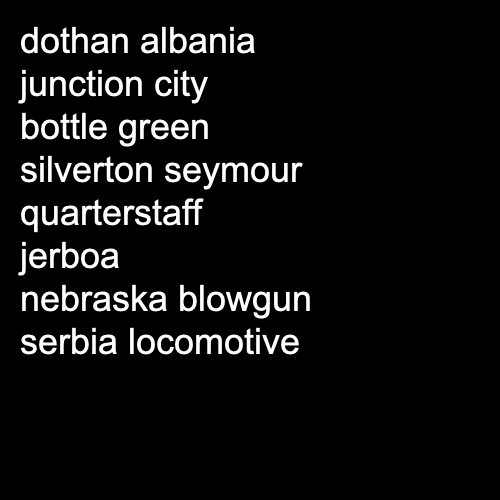 dothan albania
junction city
bottle green
silverton seymour
quarterstaff
jerboa
nebraska blowgun
serbia locomotive